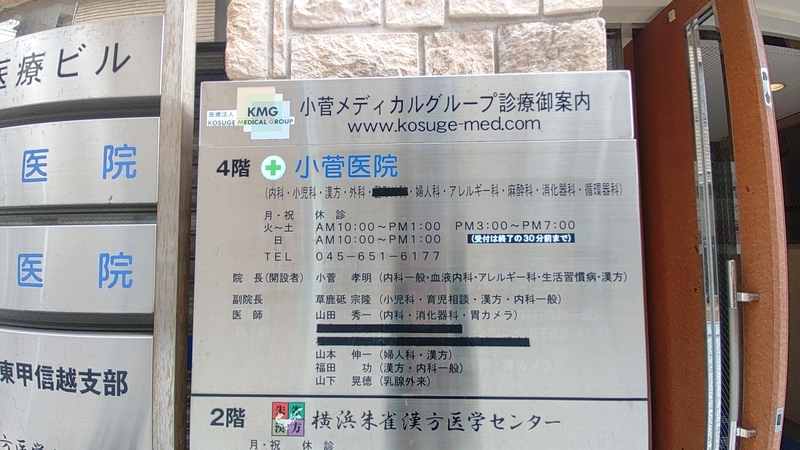 医療ビル
医院
医院
東甲信越支部
医療法人
KMG
KOSUGE MEDICAL GROUP
小菅メディカルグループ診療御案内
www.kosuge-med.com
4階 小菅医院
(内科・小児科・漢方・外科・ ・婦人科・アレルギー科・麻酔科・消化器科・循環器科)
月・祝 休診
火〜土 AM10:00〜PM1:00 PM3:00〜PM7:00
日 AM10:00〜PM1:00 (受付は終了の30分前まで)
TEL 045-651-6177
院長(開設者) 小菅 孝明 (内科一般・血液内科・アレルギー科・生活習慣病・漢方)
副院長 草鹿砥 宗隆 (小児科・育児相談・漢方・内科一般)
医師 山田 秀一 (内科・消化器科・胃カメラ)
山本 伸一 (婦人科・漢方)
福田 功 (漢方・内科一般)
山下 晃徳 (乳腺外来)
2階 朱雀漢方 横浜朱雀漢方医学センター
月・祝 休診